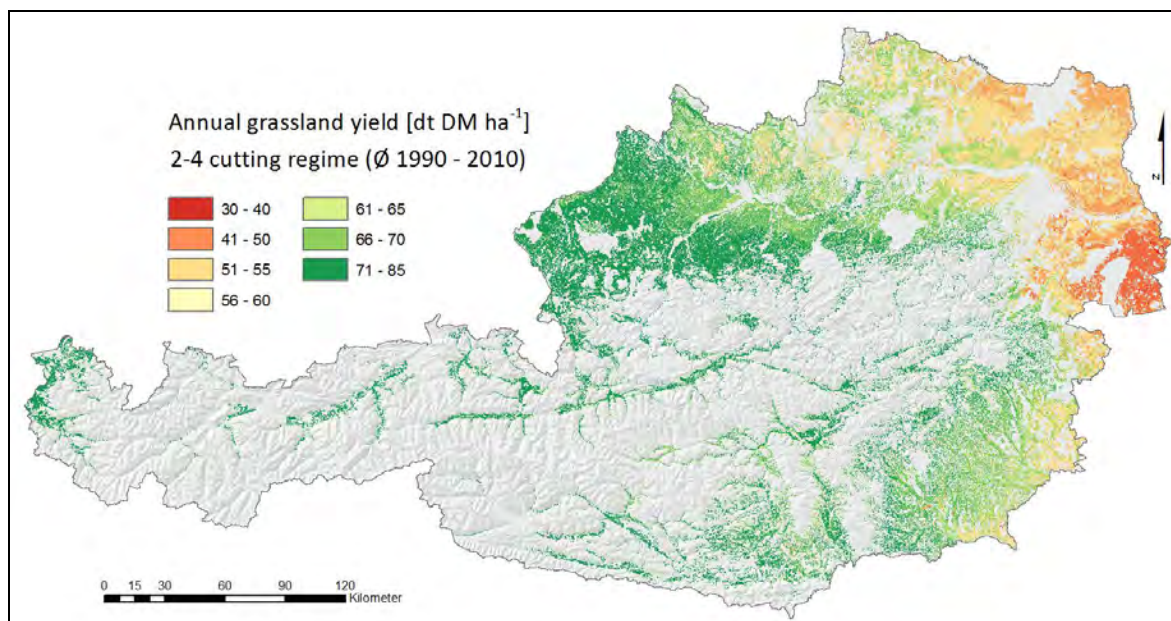 Annual grassland yield [dt DM ha⁻¹]
2-4 cutting regime (Ø 1990 - 2010)
30 - 40
41 - 50
51 - 55
56 - 60
61 - 65
66 - 70
71 - 85
N
0 15 30 60 90 120
Kilometer